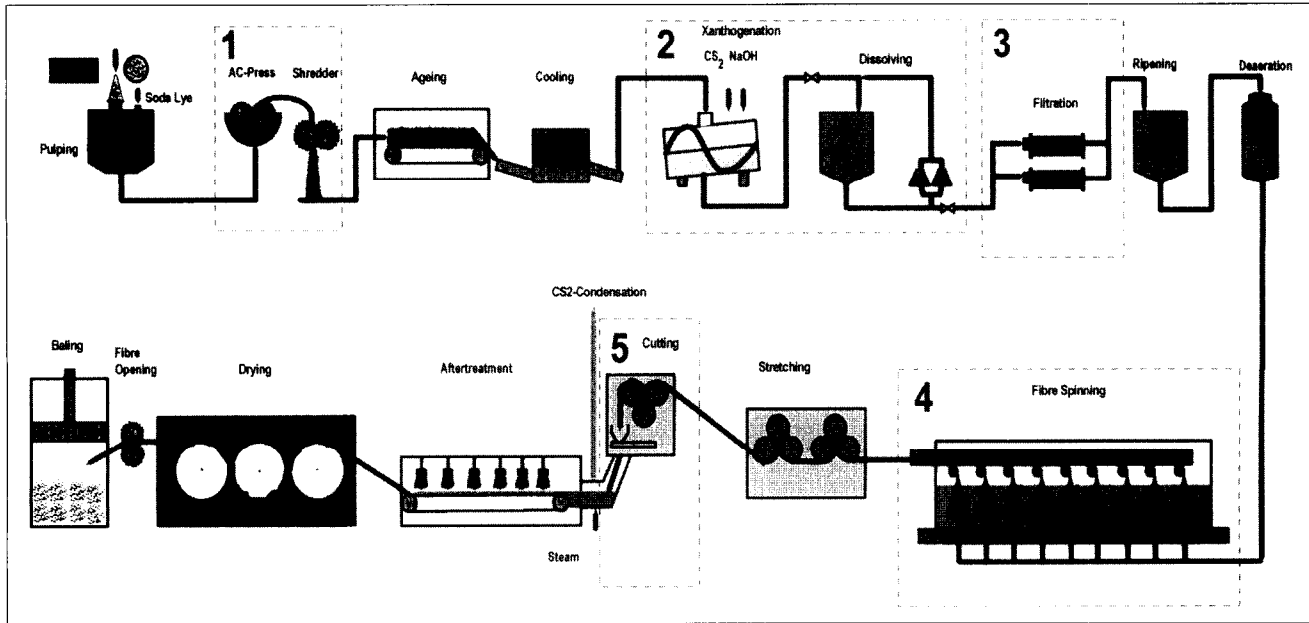 1
AC-Press
Shredder
Soda Lye
Pulping
Ageing
Cooling
2
Xanthogenation
CS2 NaOH
Dissolving
3
Filtration
Ripening
Deaeration
Baling
Fibre
Opening
Drying
Aftertreatment
CS2-Condensation
Steam
5
Cutting
Stretching
4
Fibre Spinning